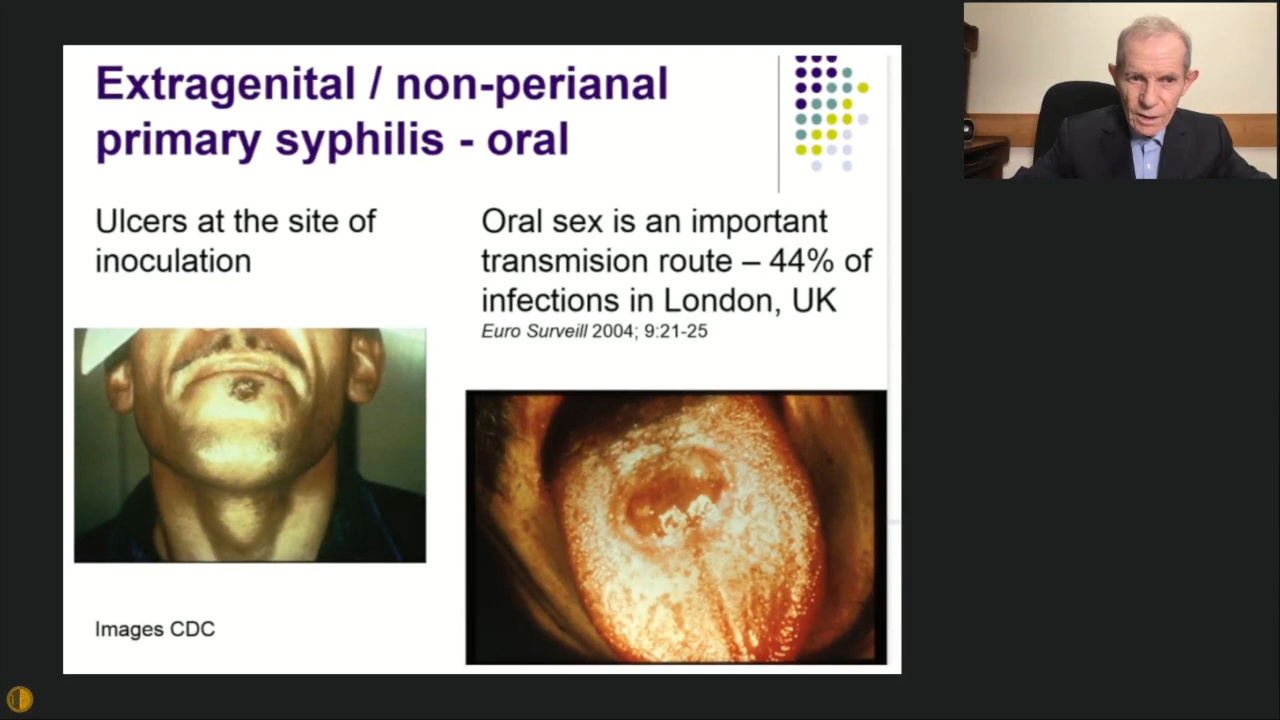 Extragenital / non-perianal
primary syphilis - oral
Ulcers at the site of
inoculation
Oral sex is an important
transmision route – 44% of
infections in London, UK
Euro Surveill 2004; 9:21-25
Images CDC